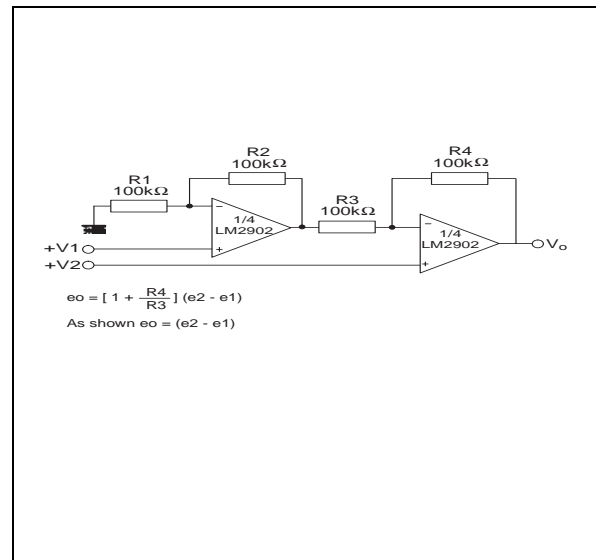 R1
100kΩ
R2
100kΩ
R3
100kΩ
R4
100kΩ
1/4
LM2902
1/4
LM2902
+V1
+V2
Vo
eo = [ 1 + R4/R3 ] (e2 - e1)
As shown eo = (e2 - e1)